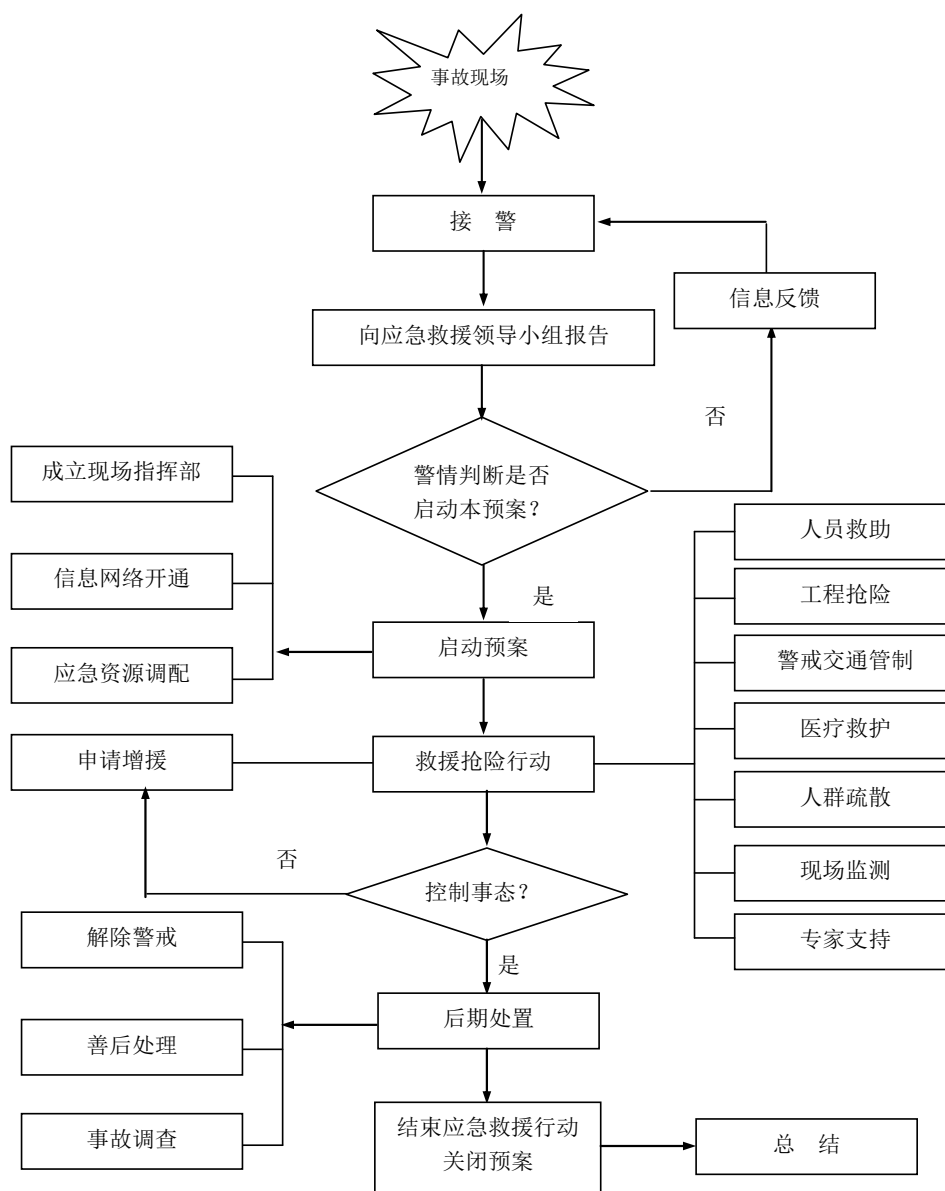 事故现场
接　警
信息反馈
向应急救援领导小组报告
否
成立现场指挥部
警情判断是否
启动本预案？
人员救助
信息网络开通
是
工程抢险
启动预案
应急资源调配
警戒交通管制
医疗救护
申请增援
救援抢险行动
人群疏散
否
控制事态？
现场监测
解除警戒
专家支持
是
后期处置
善后处理
事故调查
结束应急救援行动
关闭预案
总　结